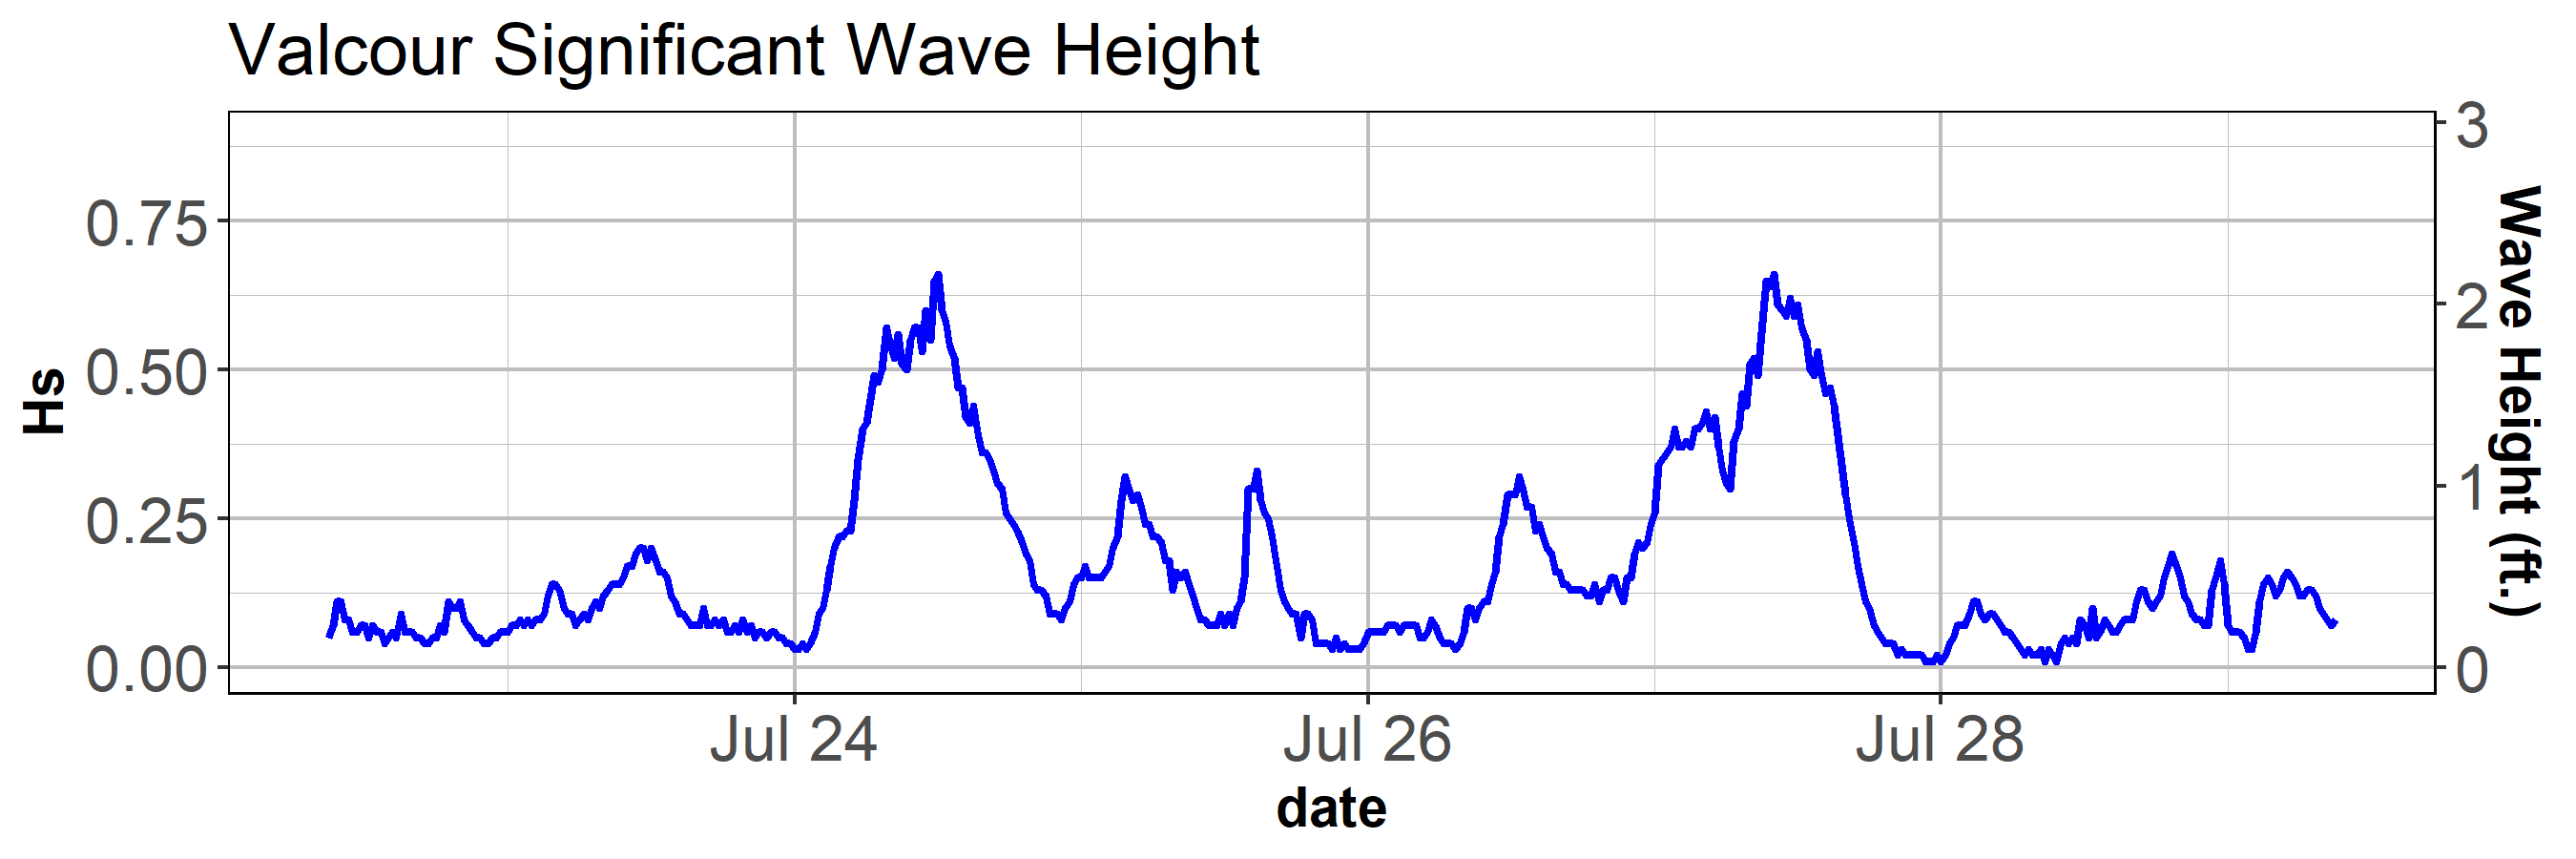 Valcour Significant Wave Height
Hs
0.75
0.50
0.25
0.00
3
2
1
0
Wave Height (ft.)
Jul 24
Jul 26
Jul 28
date